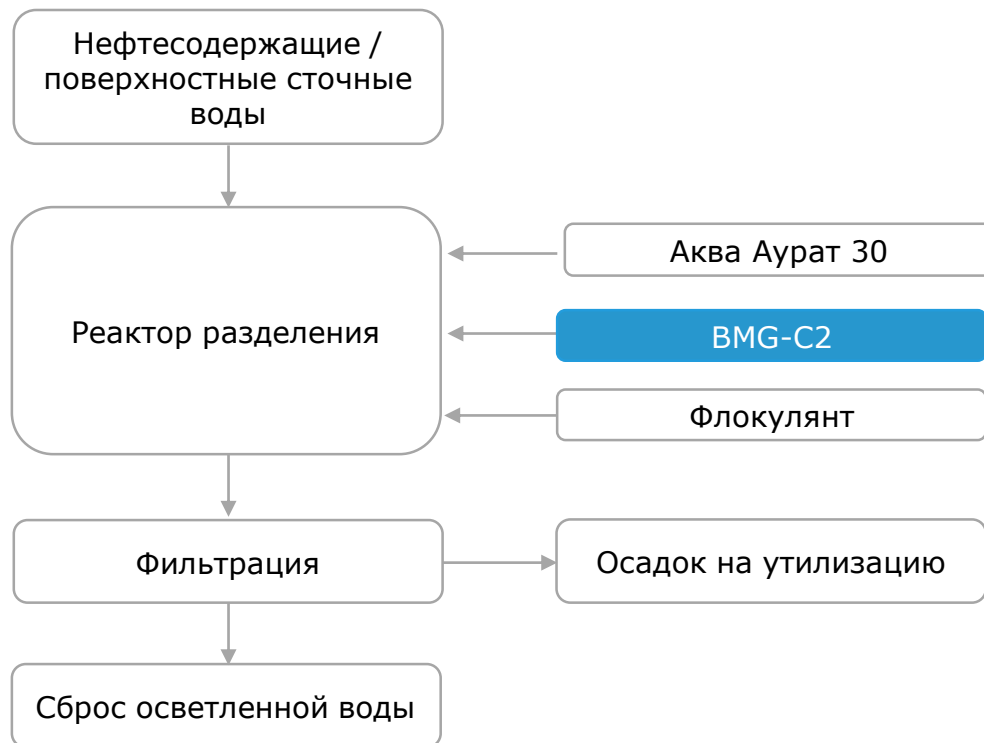 Нефтесодержащие /
поверхностные сточные
воды
Аква Аурат 30
Реактор разделения
BMG-C2
Флокулянт
Фильтрация
Осадок на утилизацию
Сброс осветленной воды